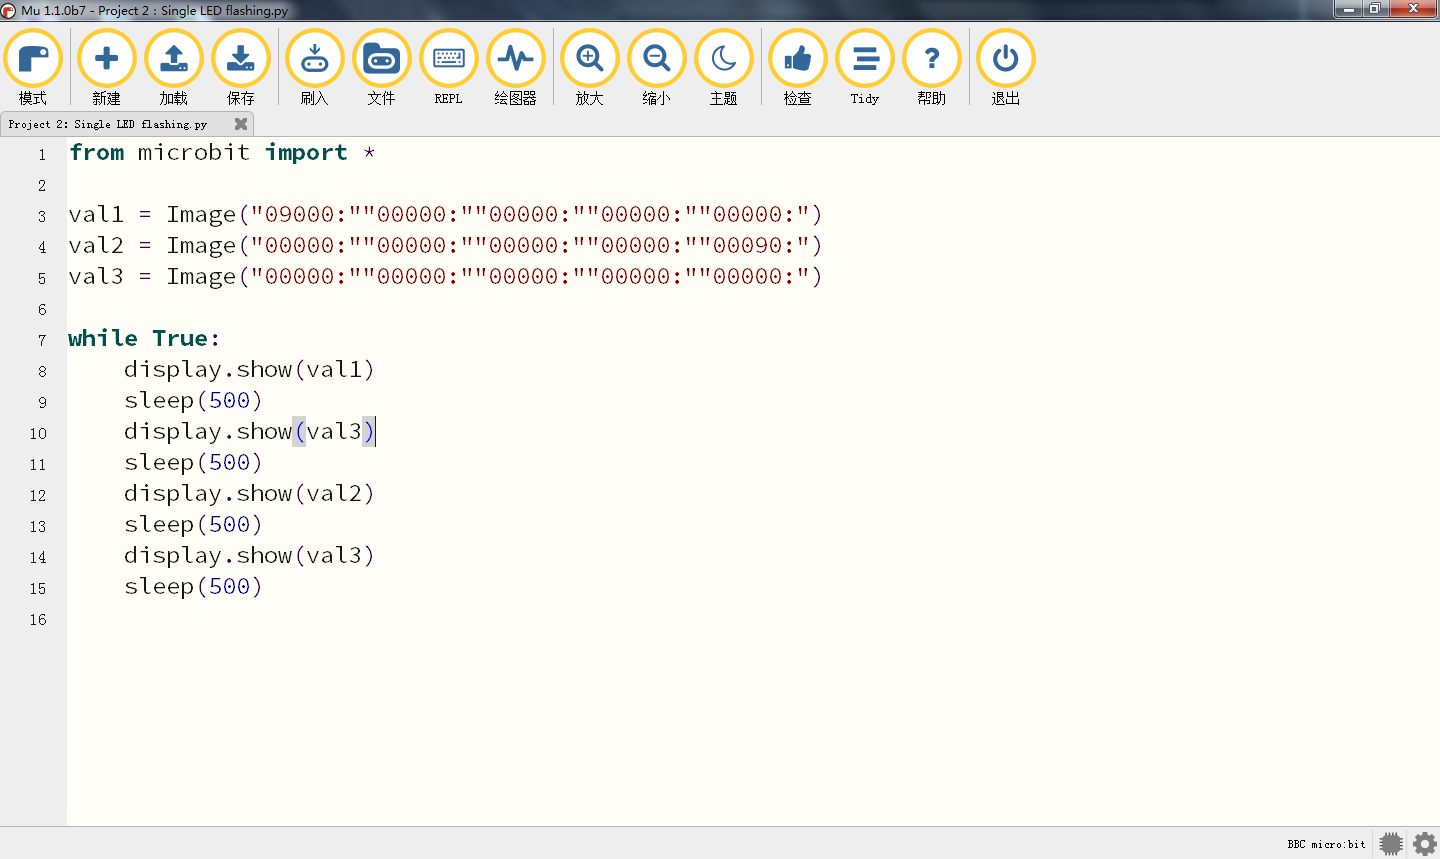 Mu 1.1.0b7 - Project 2 : Single LED flashing.py
模式 新建 加载 保存 刷入 文件 REPL 绘图器 放大 缩小 主题 检查 Tidy 帮助 退出
Project 2: Single LED flashing.py
1 from microbit import *
2
3 val1 = Image("09000:""00000:""00000:""00000:""00000:")
4 val2 = Image("00000:""00000:""00000:""00000:""00090:")
5 val3 = Image("00000:""00000:""00000:""00000:""00000:")
6
7 while True:
8     display.show(val1)
9     sleep(500)
10     display.show(val3)
11     sleep(500)
12     display.show(val2)
13     sleep(500)
14     display.show(val3)
15     sleep(500)
16
BBC micro:bit